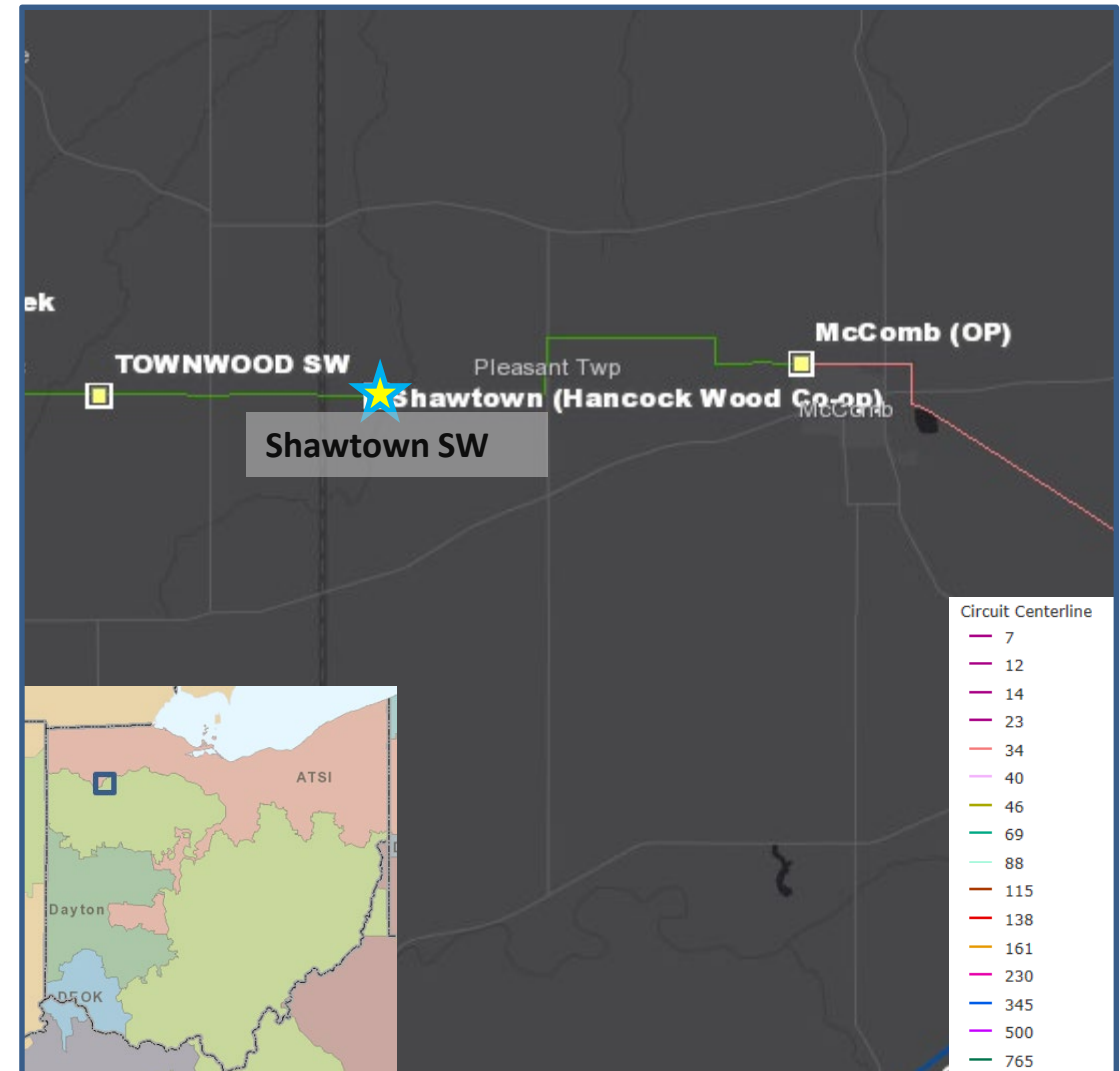 ek
TOWNWOOD SW
McComb (OP)
Pleasant Twp
Shawtown (Hancock Wood Co-op)
McComb
Shawtown SW
Circuit Centerline
7
12
14
23
34
40
46
69
88
115
138
161
230
345
500
765
ATSI
Dayton
DEOK